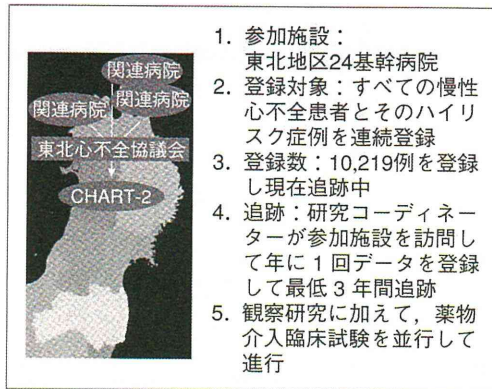 関連病院
関連病院
関連病院
東北心不全協議会
CHART-2
1. 参加施設：
東北地区24基幹病院
2. 登録対象：すべての慢性
心不全患者とそのハイリ
スク症例を連続登録
3. 登録数：10,219例を登録
し現在追跡中
4. 追跡：研究コーディネー
ターが参加施設を訪問し
て年に1回データを登録
して最低3年間追跡
5. 観察研究に加えて，薬物
介入臨床試験を並行して
進行